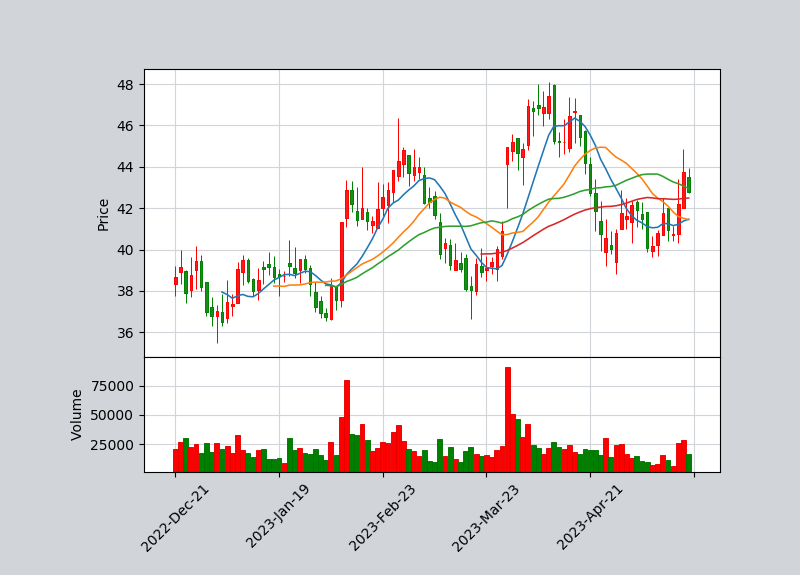 48
46
44
42
40
38
36
Price
75000
50000
25000
Volume
2022-Dec-21
2023-Jan-19
2023-Feb-23
2023-Mar-23
2023-Apr-21